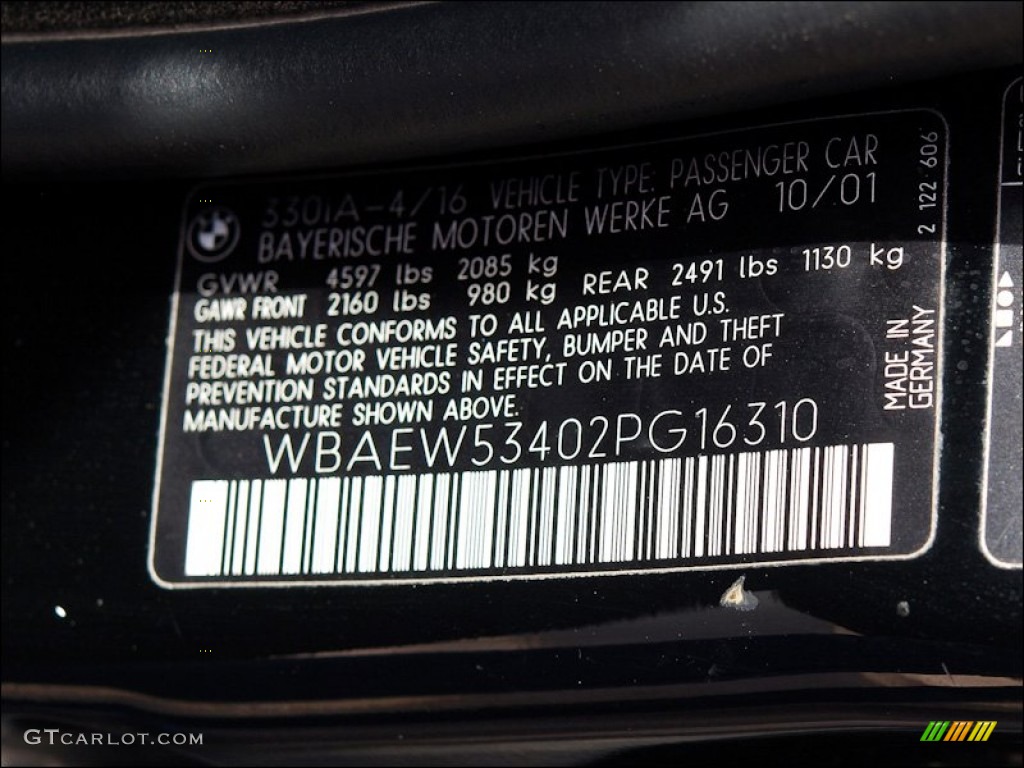 330iA-4/16 VEHICLE TYPE: PASSENGER CAR
BAYERISCHE MOTOREN WERKE AG 10/01
GVWR 4597 lbs 2085 kg
GAWR FRONT 2160 lbs 980 kg REAR 2491 lbs 1130 kg
THIS VEHICLE CONFORMS TO ALL APPLICABLE U.S.
FEDERAL MOTOR VEHICLE SAFETY, BUMPER AND THEFT
PREVENTION STANDARDS IN EFFECT ON THE DATE OF
MANUFACTURE SHOWN ABOVE.
WBAEW53402PG16310
2 122 606
MADE IN
GERMANY
GTCARLOT.COM